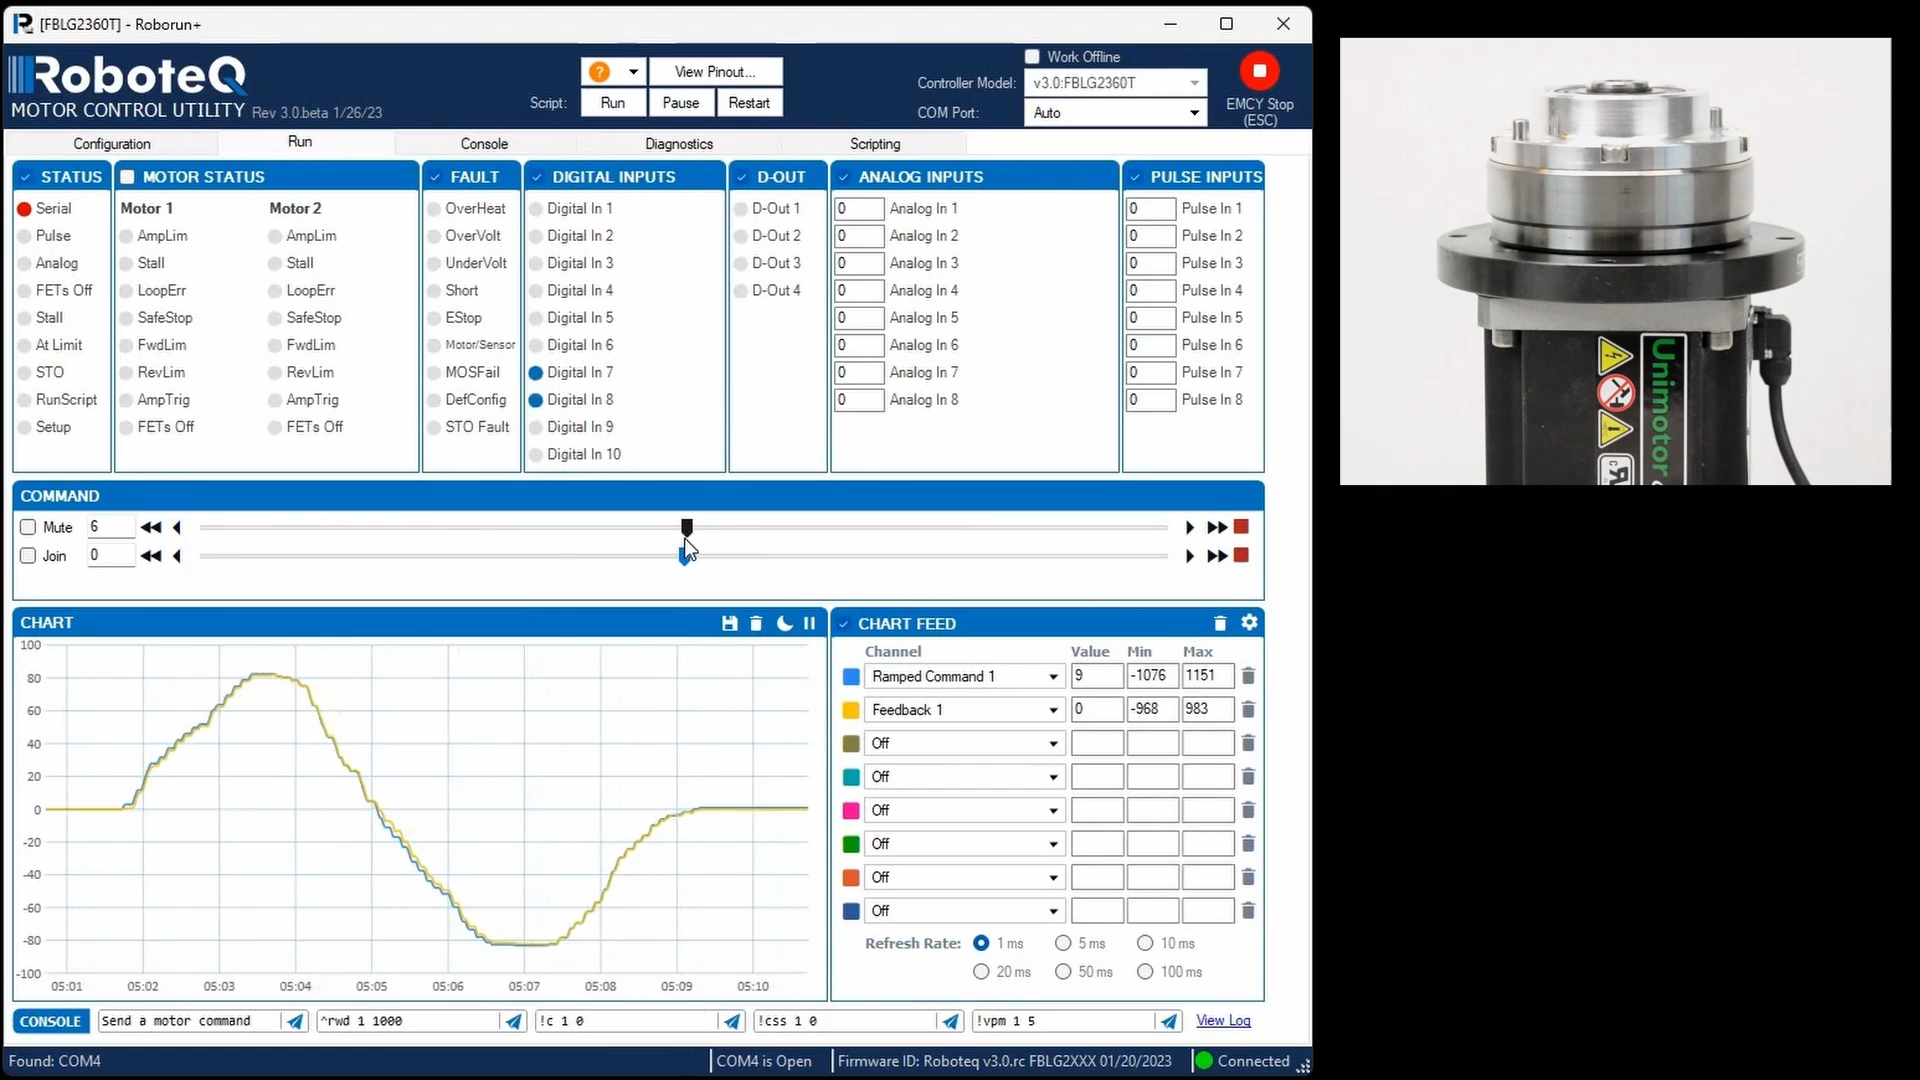 [FBLG2360T] - Roborun+
RoboteQ
MOTOR CONTROL UTILITY Rev 3.0.beta 1/26/23
Script:
?
View Pinout...
Run
Pause
Restart
Work Offline
Controller Model: v3.0:FBLG2360T
COM Port: Auto
EMCY Stop
(ESC)
Configuration
Run
Console
Diagnostics
Scripting
STATUS
Serial
Pulse
Analog
FETs Off
Stall
At Limit
STO
RunScript
Setup
MOTOR STATUS
Motor 1
AmpLim
Stall
LoopErr
SafeStop
FwdLim
RevLim
AmpTrig
FETs Off
Motor 2
AmpLim
Stall
LoopErr
SafeStop
FwdLim
RevLim
AmpTrig
FETs Off
FAULT
OverHeat
OverVolt
UnderVolt
Short
EStop
Motor/Sensor
MOSFail
DefConfig
STO Fault
DIGITAL INPUTS
Digital In 1
Digital In 2
Digital In 3
Digital In 4
Digital In 5
Digital In 6
Digital In 7
Digital In 8
Digital In 9
Digital In 10
D-OUT
D-Out 1
D-Out 2
D-Out 3
D-Out 4
ANALOG INPUTS
0 Analog In 1
0 Analog In 2
0 Analog In 3
0 Analog In 4
0 Analog In 5
0 Analog In 6
0 Analog In 7
0 Analog In 8
PULSE INPUTS
0 Pulse In 1
0 Pulse In 2
0 Pulse In 3
0 Pulse In 4
0 Pulse In 5
0 Pulse In 6
0 Pulse In 7
0 Pulse In 8
COMMAND
Mute 6
Join 0
CHART
100
80
60
40
20
0
-20
-40
-60
-80
-100
05:01 05:02 05:03 05:04 05:05 05:06 05:07 05:08 05:09 05:10
CHART FEED
Channel Value Min Max
Ramped Command 1 9 -1076 1151
Feedback 1 0 -968 983
Off
Off
Off
Off
Off
Off
Refresh Rate: 1 ms 5 ms 10 ms
20 ms 50 ms 100 ms
CONSOLE
Send a motor command
^rwd 1 1000
!c 1 0
!css 1 0
!vpm 1 5
View Log
Found: COM4
COM4 is Open
Firmware ID: Roboteq v3.0.rc FBLG2XXX 01/20/2023
Connected
Unimotor